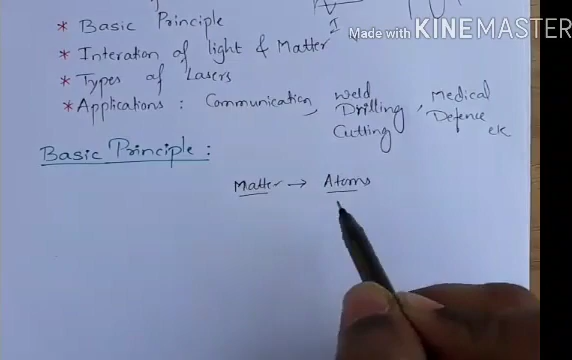 * Basic Principle
I
Made with KINEMASTER
* Interation of light & Matter
* Types of Lasers
* Applications : Communication, Weld Drilling Cutting, Medical Defence etc
Basic Principle :
Matter → Atoms